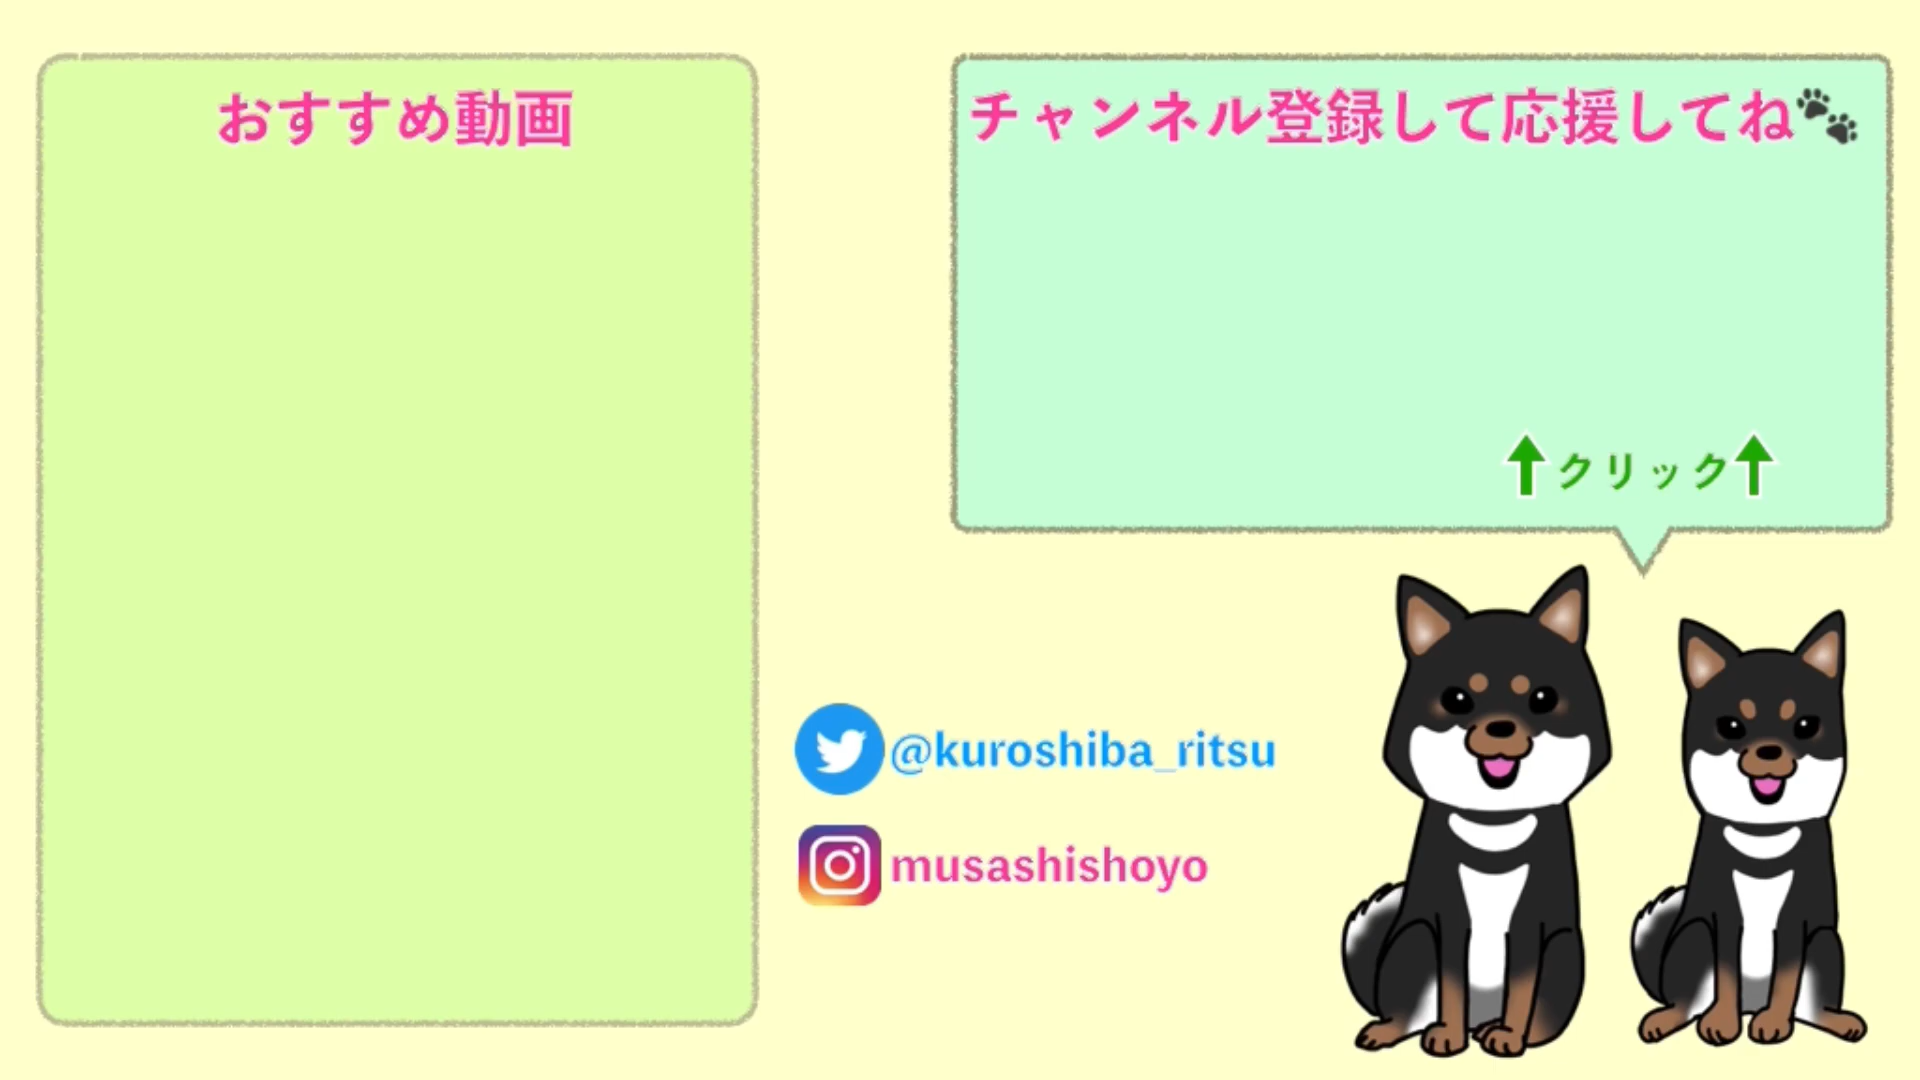 おすすめ動画
チャンネル登録して応援してね🐾
↑クリック↑
@kuroshiba_ritsu
musashishoyo